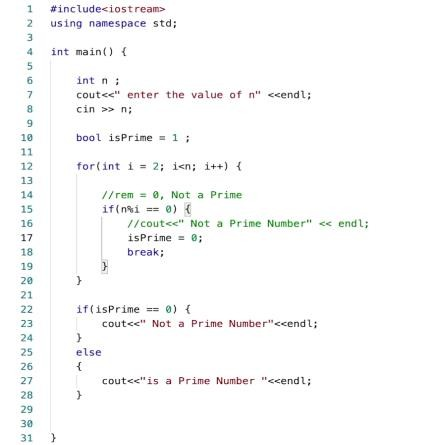 1 #include<iostream>
2 using namespace std;
3
4 int main() {
5
6 int n ;
7 cout<<" enter the value of n" <<endl;
8 cin >> n;
9
10 bool isPrime = 1 ;
11
12 for(int i = 2; i<n; i++) {
13
14 //rem = 0, Not a Prime
15 if(n%i == 0) {
16 //cout<<" Not a Prime Number" << endl;
17 isPrime = 0;
18 break;
19 }
20 }
21
22 if(isPrime == 0) {
23 cout<<" Not a Prime Number"<<endl;
24 }
25 else
26 {
27 cout<<"is a Prime Number "<<endl;
28 }
29
30
31 }